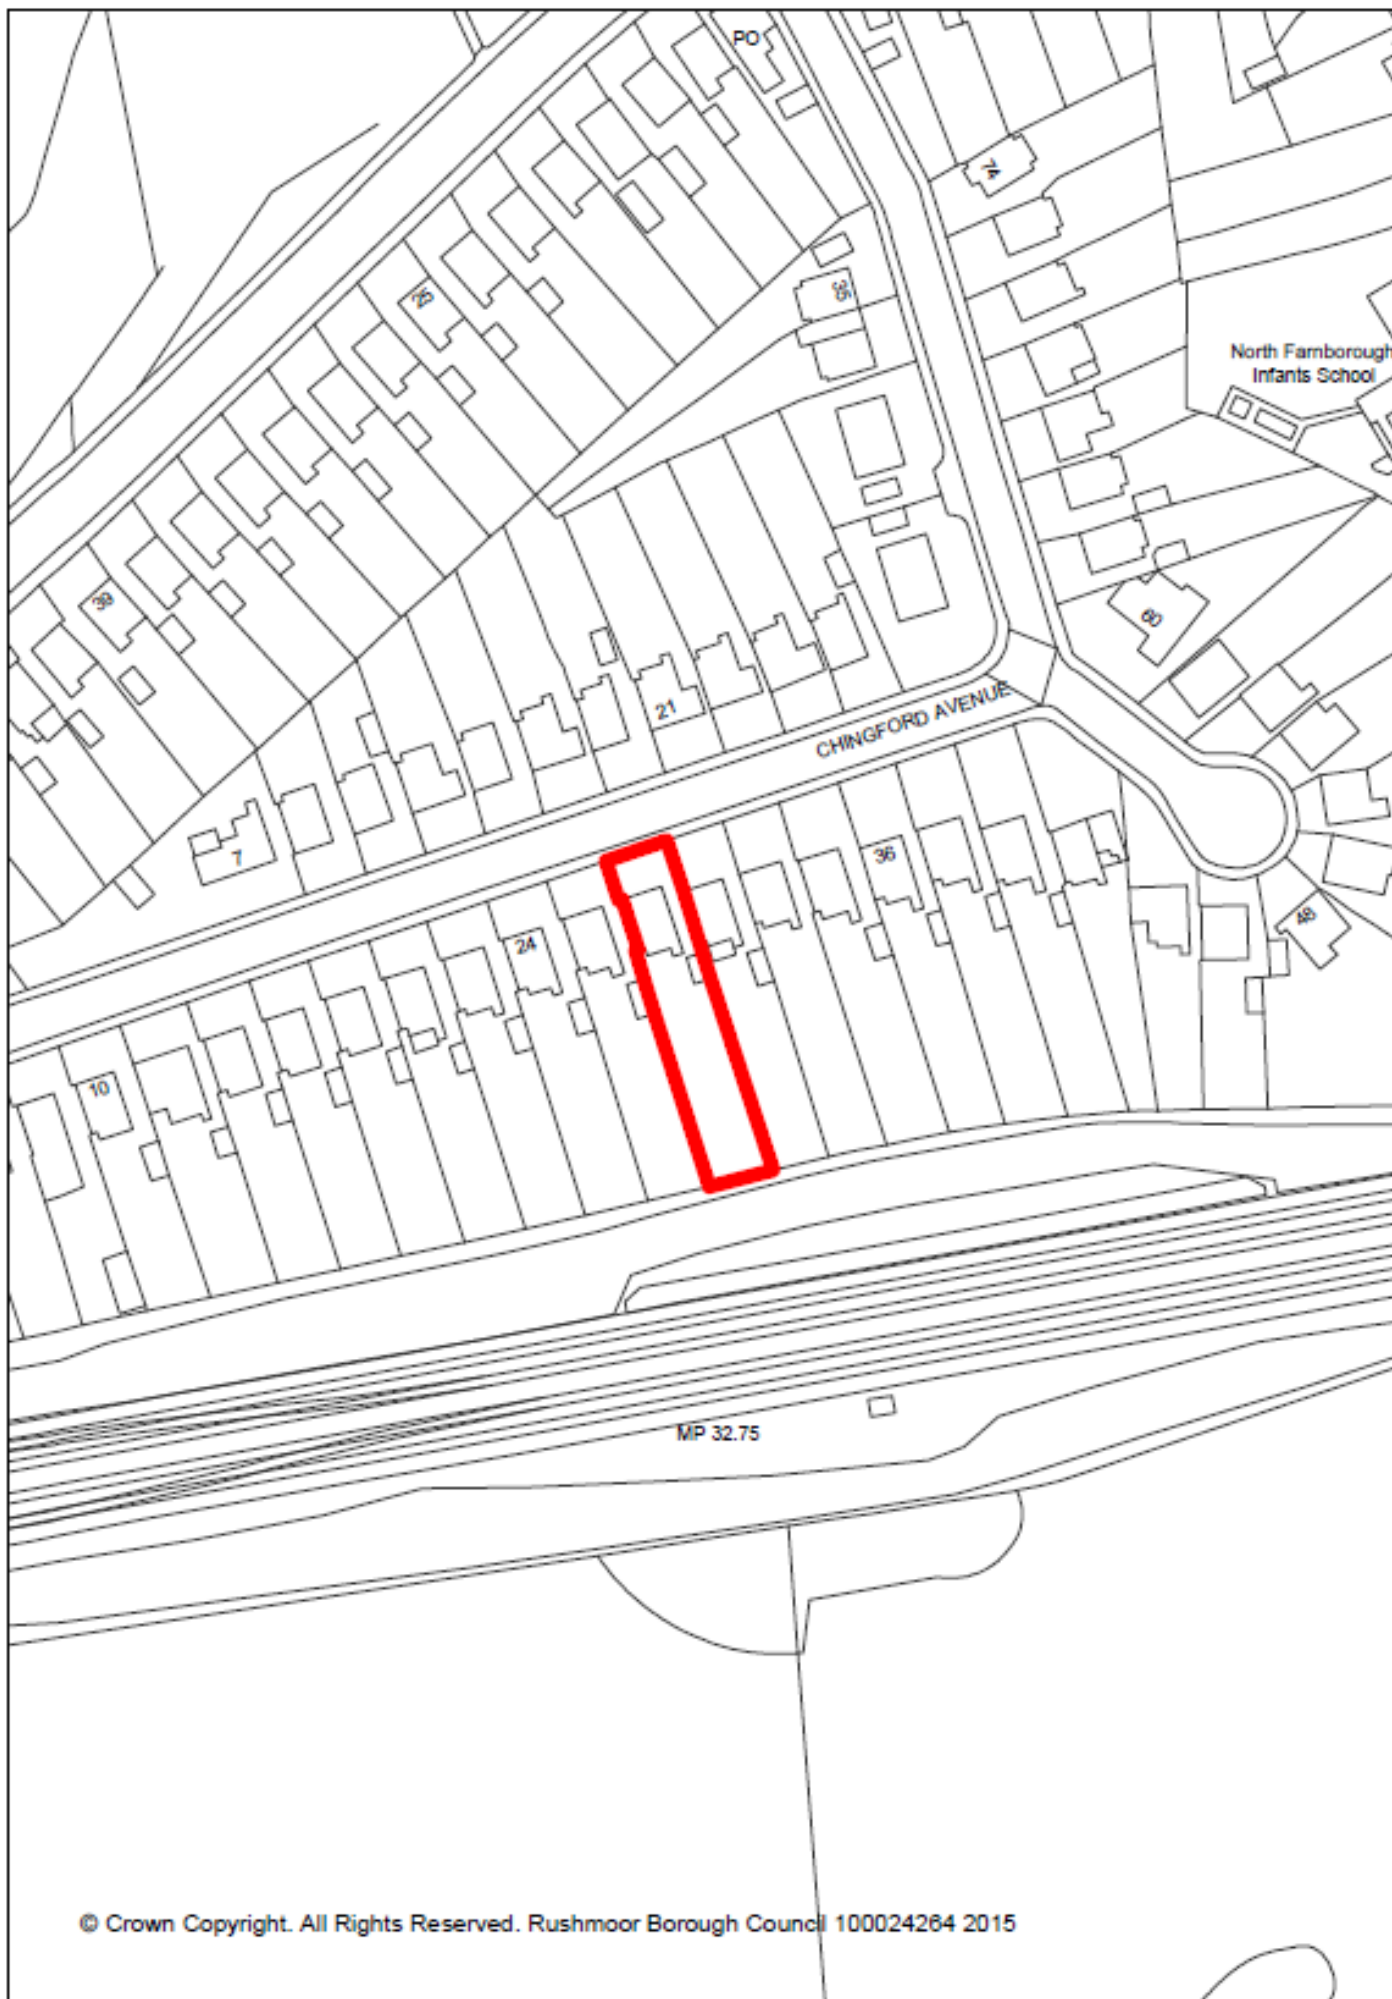 PO
74
25
35
North Farnborough
Infants School
39
60
21
CHINGFORD AVENUE
7
36
48
24
10
MP 32.75
© Crown Copyright. All Rights Reserved. Rushmoor Borough Council 100024264 2015